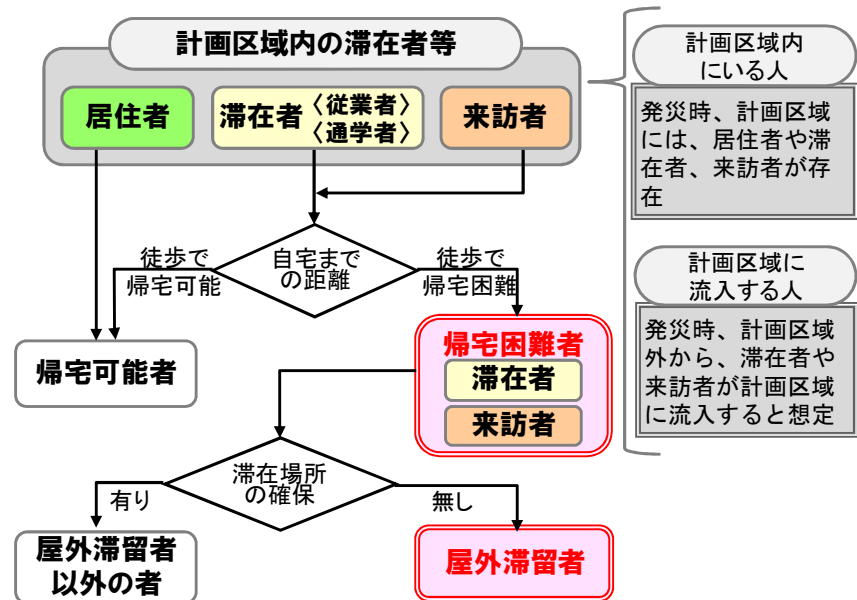 計画区域内の滞在者等
居住者
滞在者〈従業者〉
〈通学者〉
来訪者
自宅まで
の距離
徒歩で
帰宅可能
徒歩で
帰宅困難
帰宅可能者
帰宅困難者
滞在者
来訪者
滞在場所
の確保
有り
無し
屋外滞留者
以外の者
屋外滞留者
計画区域内
にいる人
発災時、計画区域
には、居住者や滞
在者、来訪者が存
在
計画区域に
流入する人
発災時、計画区域
外から、滞在者や
来訪者が計画区域
に流入すると想定